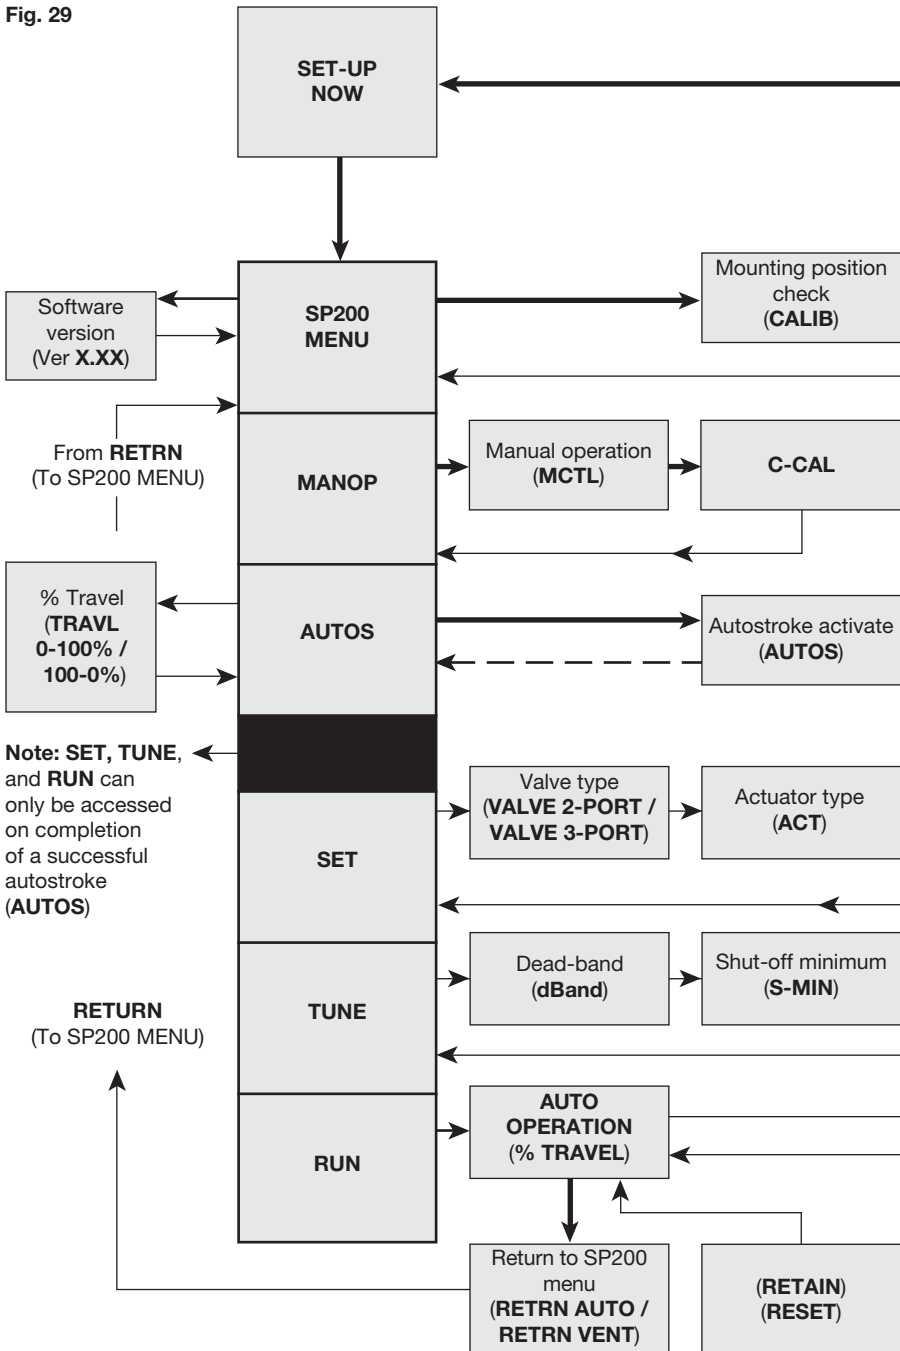 Fig. 29
SET-UP
NOW
Software
version
(Ver X.XX)
SP200
MENU
Mounting position
check
(CALIB)
From RETRN
(To SP200 MENU)
MANOP
Manual operation
(MCTL)
C-CAL
% Travel
(TRAVL
0-100% /
100-0%)
AUTOS
Autostroke activate
(AUTOS)
Note: SET, TUNE,
and RUN can
only be accessed
on completion
of a successful
autostroke
(AUTOS)
SET
Valve type
(VALVE 2-PORT /
VALVE 3-PORT)
Actuator type
(ACT)
RETURN
(To SP200 MENU)
TUNE
Dead-band
(dBand)
Shut-off minimum
(S-MIN)
RUN
AUTO
OPERATION
(% TRAVEL)
Return to SP200
menu
(RETRN AUTO /
RETRN VENT)
(RETAIN)
(RESET)